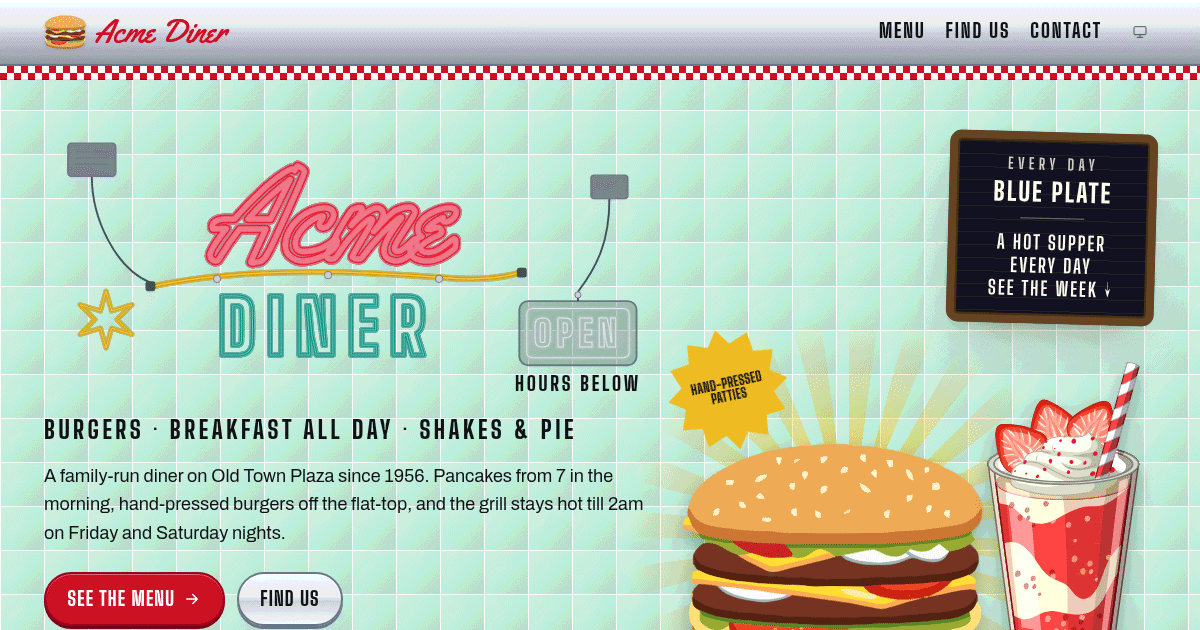 Acme Diner
MENU FIND US CONTACT
EVERY DAY
BLUE PLATE
A HOT SUPPER
EVERY DAY
SEE THE WEEK ↓
Acme
DINER
OPEN
HOURS BELOW
HAND-PRESSED
PATTIES
BURGERS · BREAKFAST ALL DAY · SHAKES & PIE
A family-run diner on Old Town Plaza since 1956. Pancakes from 7 in the
morning, hand-pressed burgers off the flat-top, and the grill stays hot till 2am
on Friday and Saturday nights.
SEE THE MENU →
FIND US